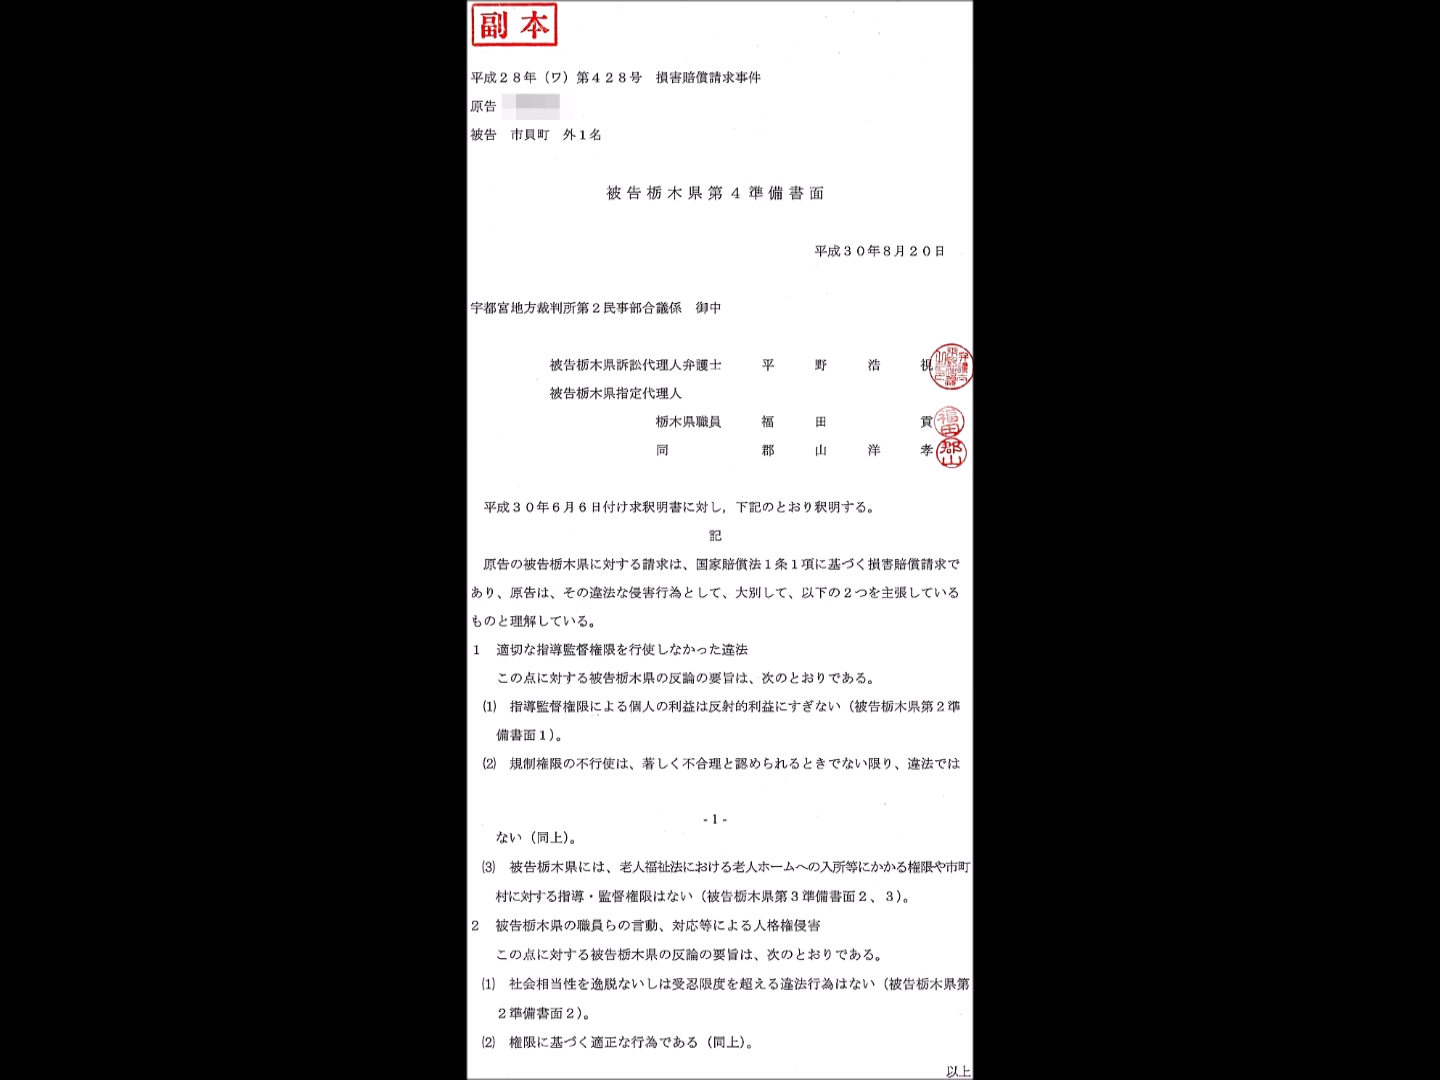 副本
平成２８年（ワ）第４２８号　損害賠償請求事件
原告
被告　市貝町　外１名
被告栃木県第４準備書面
平成３０年８月２０日
宇都宮地方裁判所第２民事部合議係　御中
被告栃木県訴訟代理人弁護士　平野浩視
被告栃木県指定代理人
栃木県職員　福田貢
福田
同　郡山洋孝
郡山
平成３０年６月６日付け求釈明書に対し，下記のとおり釈明する。
記
原告の被告栃木県に対する請求は、国家賠償法１条１項に基づく損害賠償請求で
あり、原告は、その違法な侵害行為として、大別して、以下の２つを主張している
ものと理解している。
１　適切な指導監督権限を行使しなかった違法
この点に対する被告栃木県の反論の要旨は、次のとおりである。
⑴　指導監督権限による個人の利益は反射的利益にすぎない（被告栃木県第２準
備書面１）。
⑵　規制権限の不行使は、著しく不合理と認められるときでない限り、違法では
- 1 -
ない（同上）。
⑶　被告栃木県には、老人福祉法における老人ホームへの入所等にかかる権限や市町
村に対する指導・監督権限はない（被告栃木県第３準備書面２、３）。
２　被告栃木県の職員らの言動、対応等による人格権侵害
この点に対する被告栃木県の反論の要旨は、次のとおりである。
⑴　社会相当性を逸脱ないしは受忍限度を超える違法行為はない（被告栃木県第
２準備書面２）。
⑵　権限に基づく適正な行為である（同上）。
以上